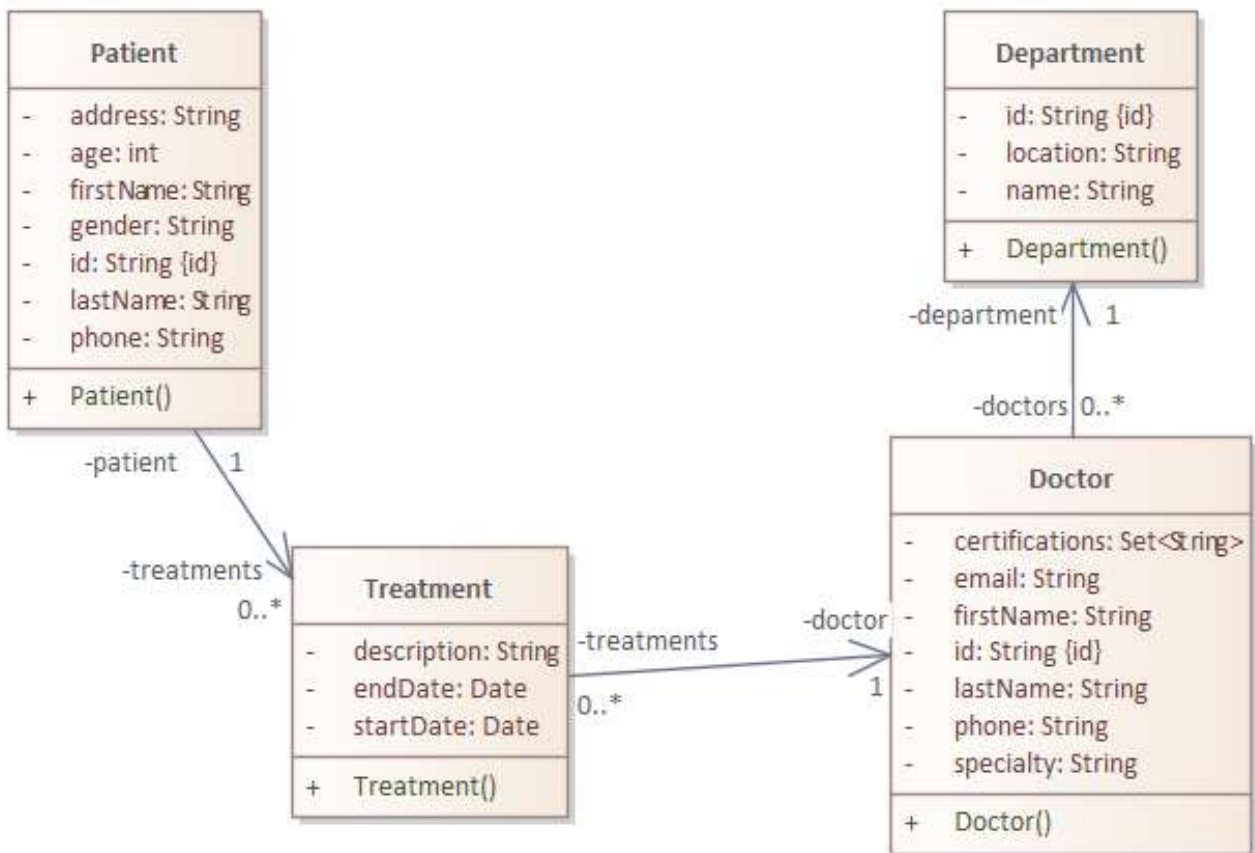 Patient
- address: String
- age: int
- firstName: String
- gender: String
- id: String {id}
- lastName: String
- phone: String
+ Patient()
-patient 1
-treatments
0..*
Treatment
- description: String
- endDate: Date
- startDate: Date
+ Treatment()
-treatments
0..*
-doctor
1
Department
- id: String {id}
- location: String
- name: String
+ Department()
-department 1
-doctors 0..*
Doctor
- certifications: Set<String>
- email: String
- firstName: String
- id: String {id}
- lastName: String
- phone: String
- specialty: String
+ Doctor()